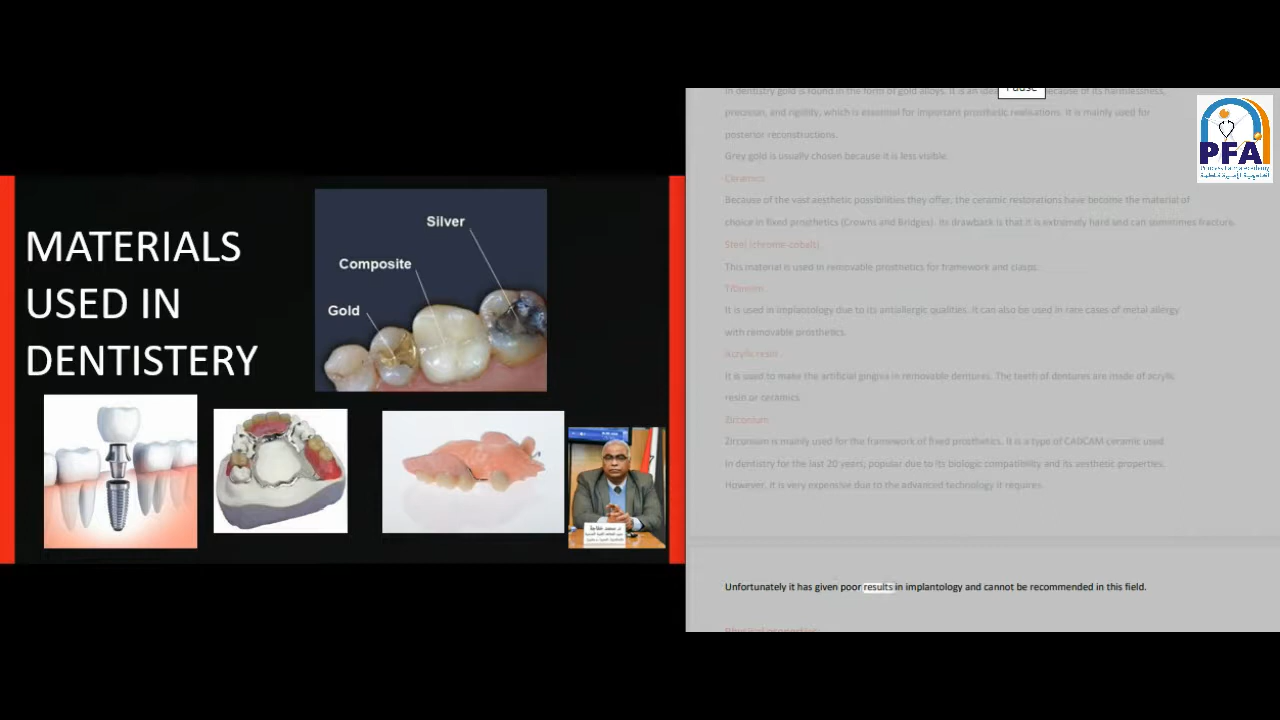 MATERIALS
USED IN
DENTISTERY
Silver
Composite
Gold
In dentistry gold is found in the form of gold alloys. It is an ecause of its harmlessness,
Pause
precision, and rigidity, which is essential for important prosthetic realisations. It is mainly used for
posterior reconstructions.
Grey gold is usually chosen because it is less visible.
Ceramics
Because of the vast aesthetic possibilities they offer, the ceramic restorations have become the material of
choice in fixed prosthetics (Crowns and Bridges). Its drawback is that it is extremely hard and can sometimes fracture.
Steel (chrome-cobalt)
This material is used in removable prosthetics for framework and clasps.
Titanium
It is used in implantology due to its antiallergic qualities. It can also be used in rare cases of metal allergy
with removable prosthetics.
Acrylic resin
It is used to make the artificial gingiva in removable dentures. The teeth of dentures are made of acrylic
resin or ceramics
Zirconium
Zirconium is mainly used for the framework of fixed prosthetics. It is a type of CADCAM ceramic used
in dentistry for the last 20 years; popular due to its biologic compatibility and its aesthetic properties.
However, it is very expensive due to the advanced technology it requires.
Unfortunately it has given poor results in implantology and cannot be recommended in this field.
Physical properties:
PFA
Princess Fatma Academy
د. محمد خفاجة